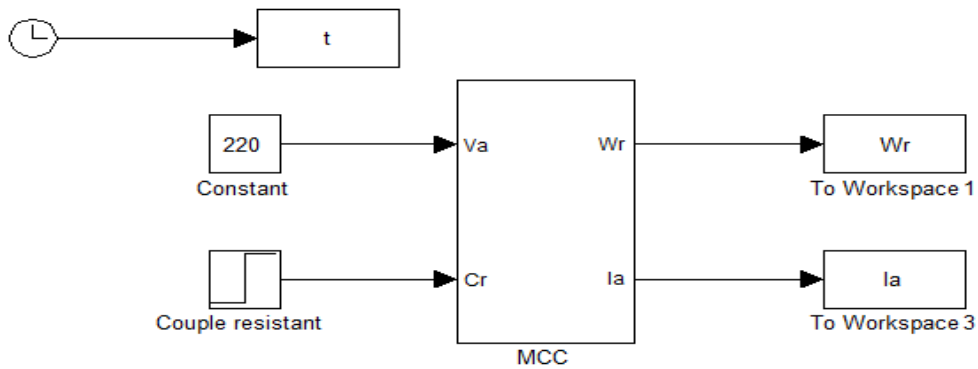 t
220
Constant
Va
Wr
Wr
To Workspace 1
Couple resistant
Cr
Ia
Ia
To Workspace 3
MCC